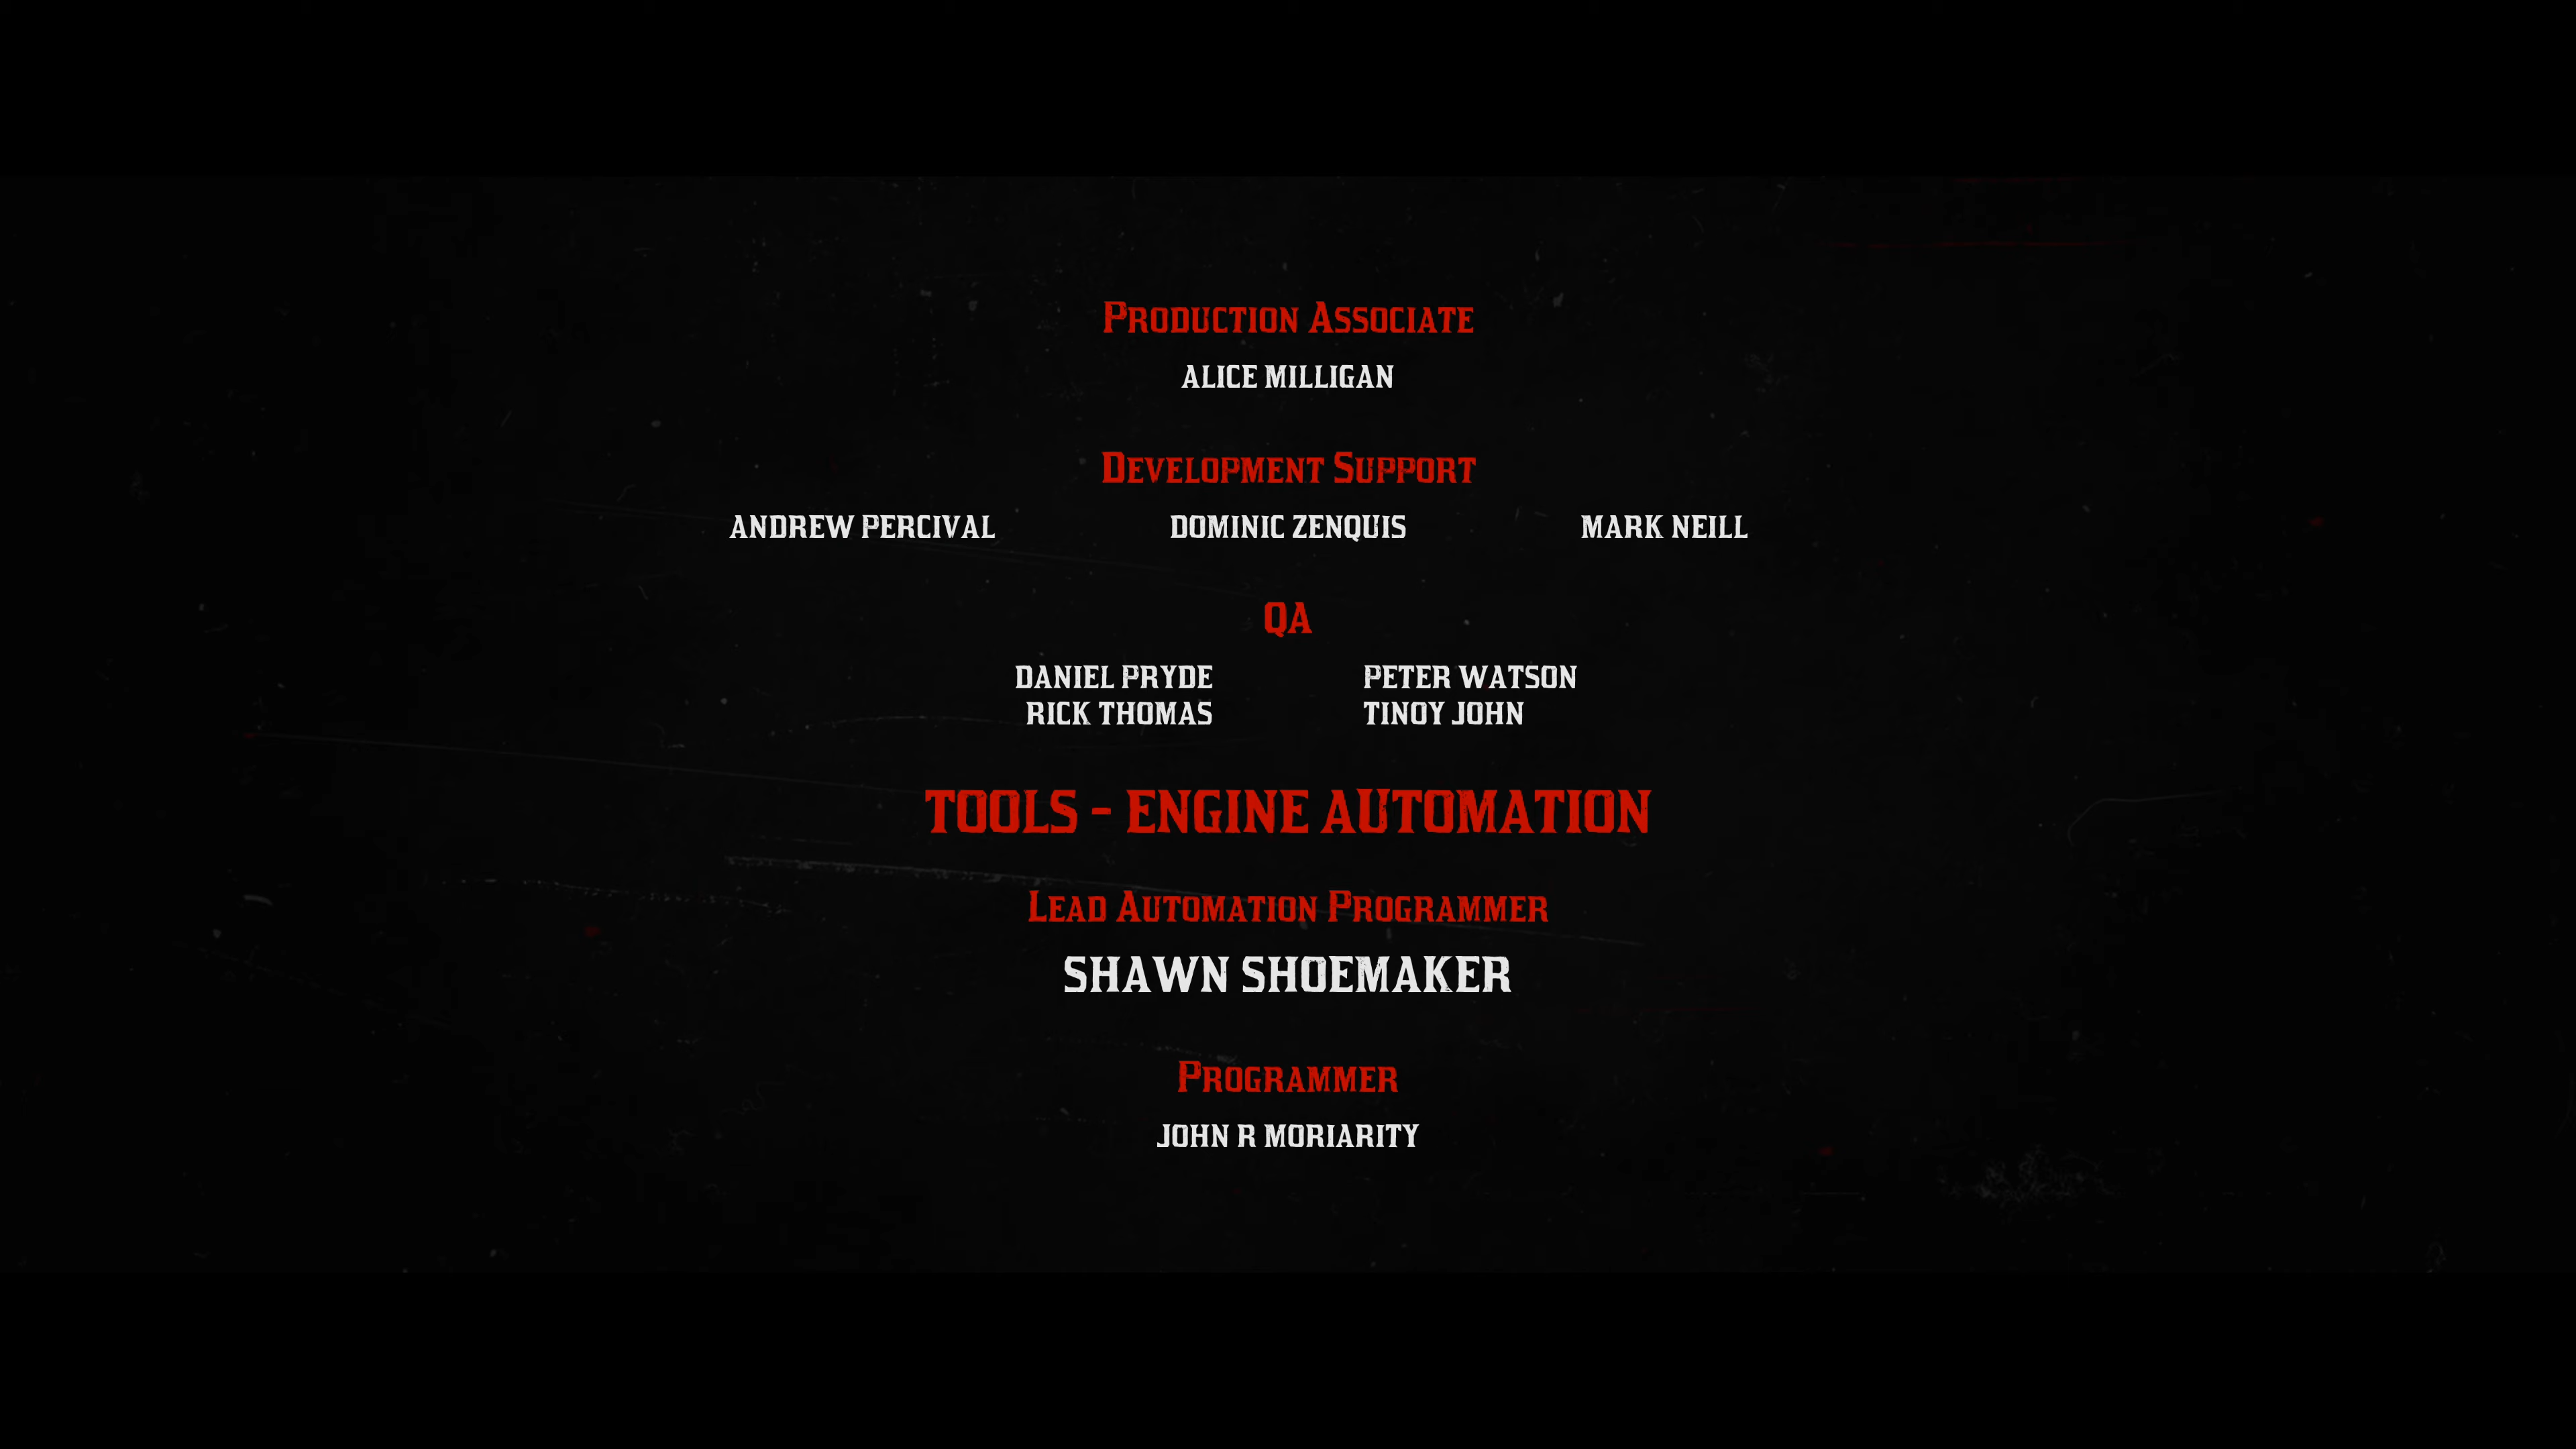 Production Associate
ALICE MILLIGAN
Development Support
ANDREW PERCIVAL DOMINIC ZENQUIS MARK NEILL
QA
DANIEL PRYDE PETER WATSON
RICK THOMAS TINOY JOHN
TOOLS - ENGINE AUTOMATION
Lead Automation Programmer
SHAWN SHOEMAKER
Programmer
JOHN R MORIARITY